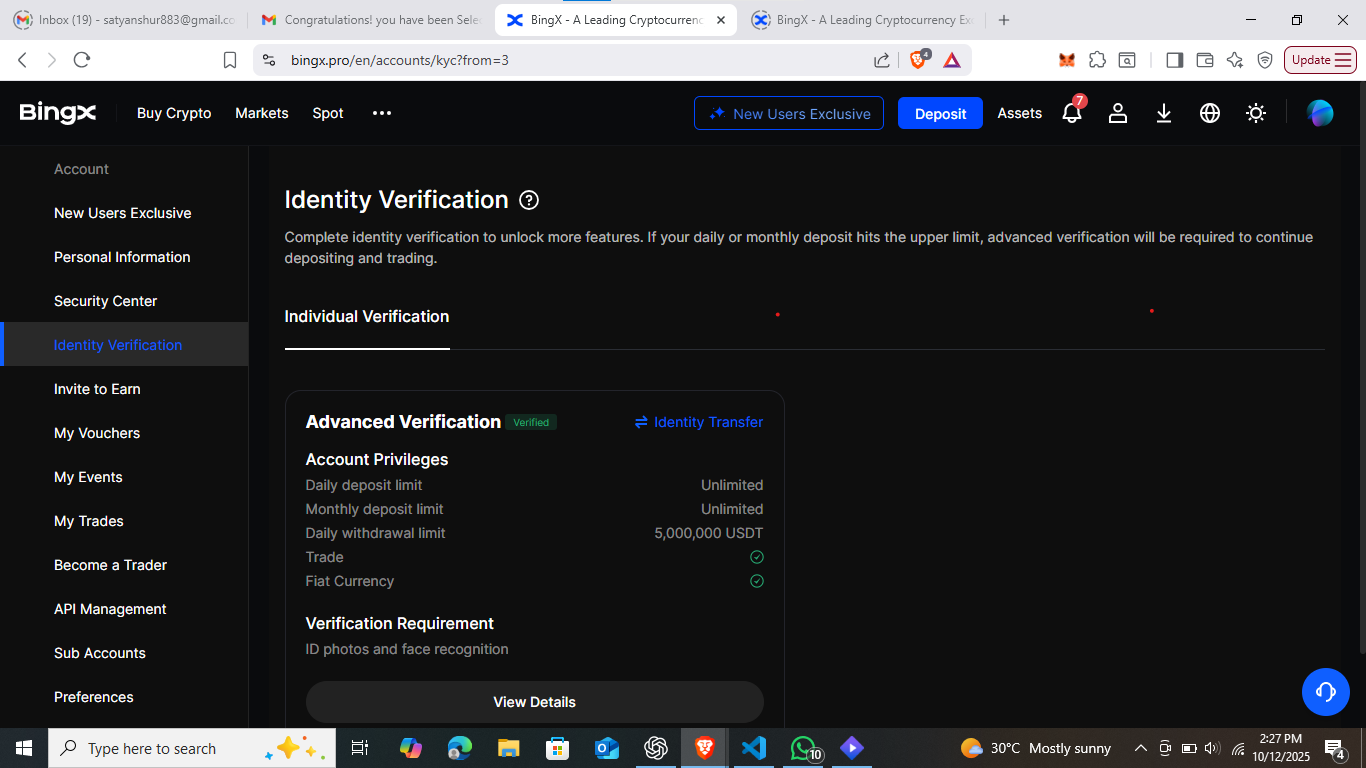 Inbox (19) - satyanshur883@gmail.co
Congratulations! you have been Sele
BingX - A Leading Cryptocurrenc
BingX - A Leading Cryptocurrency Ex
bingx.pro/en/accounts/kyc?from=3
4
Update
BingX
Buy Crypto
Markets
Spot
New Users Exclusive
Deposit
Assets
7
Account
New Users Exclusive
Personal Information
Security Center
Identity Verification
Invite to Earn
My Vouchers
My Events
My Trades
Become a Trader
API Management
Sub Accounts
Preferences
Identity Verification
Complete identity verification to unlock more features. If your daily or monthly deposit hits the upper limit, advanced verification will be required to continue
depositing and trading.
Individual Verification
Advanced Verification Verified Identity Transfer
Account Privileges
Daily deposit limit Unlimited
Monthly deposit limit Unlimited
Daily withdrawal limit 5,000,000 USDT
Trade
Fiat Currency
Verification Requirement
ID photos and face recognition
View Details
Type here to search
10
30°C Mostly sunny
2:27 PM
10/12/2025
4